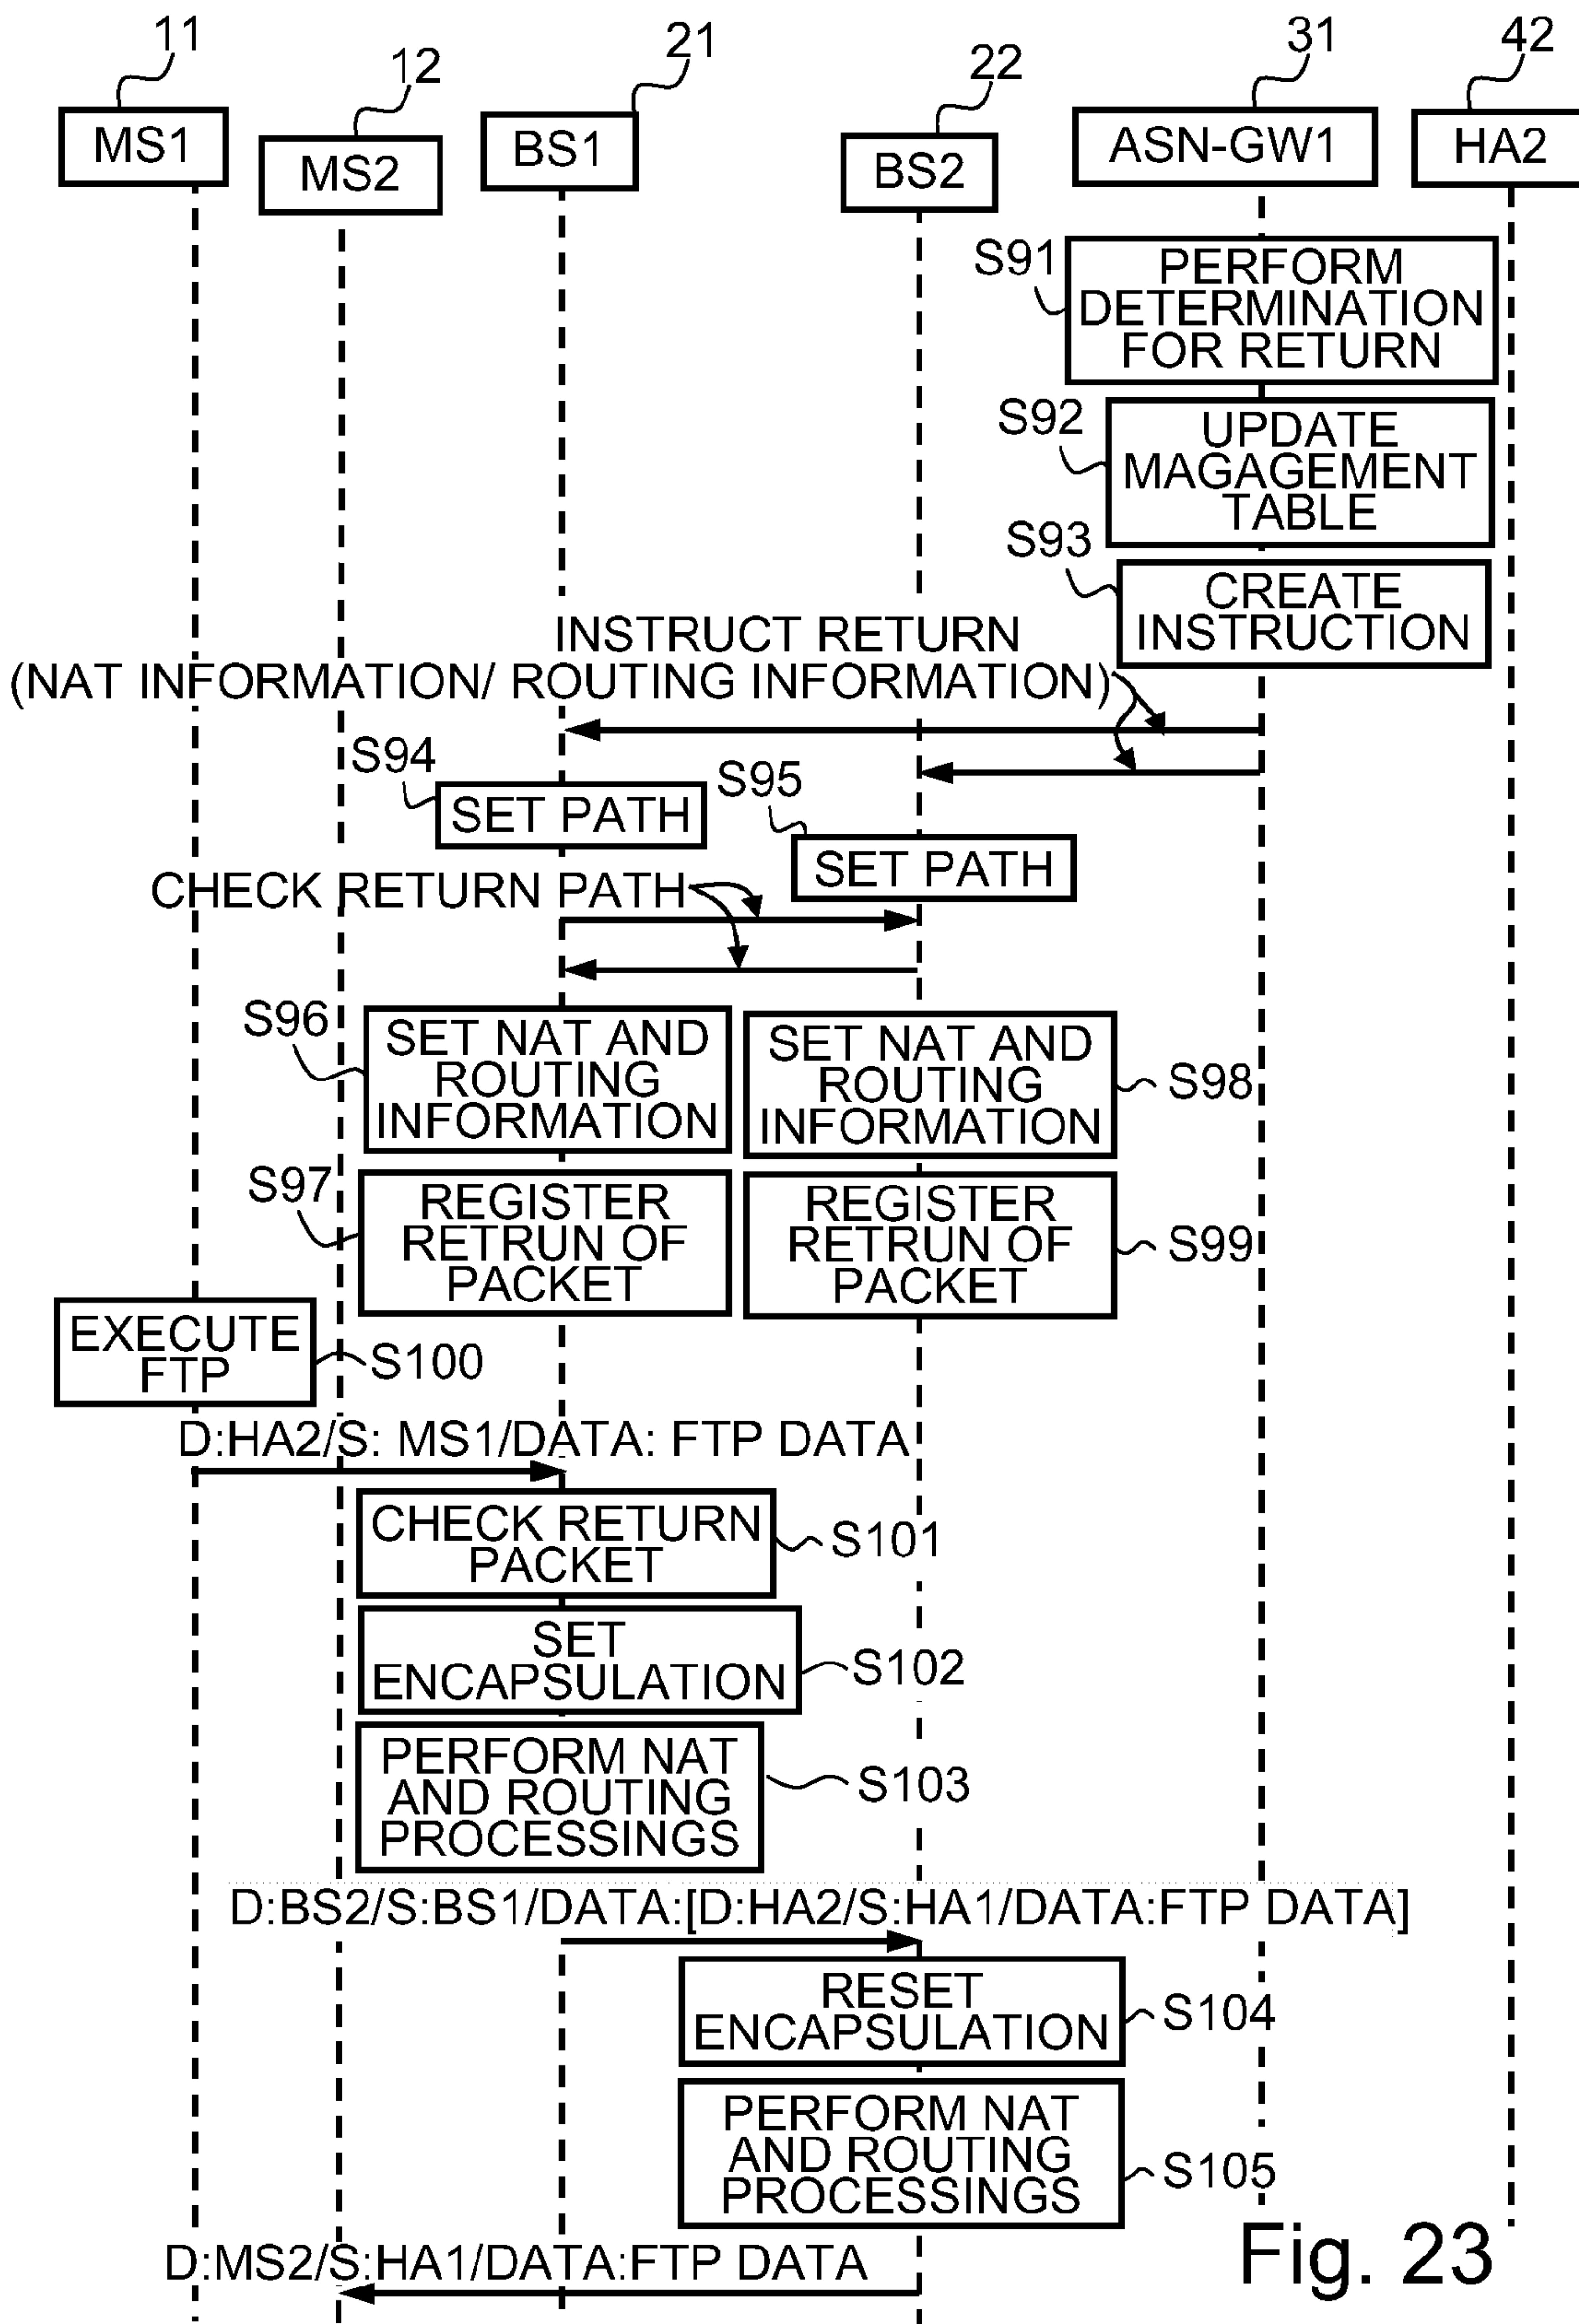 11
12
21
22
31
42
MS1
MS2
BS1
BS2
ASN-GW1
HA2
S91
PERFORM
DETERMINATION
FOR RETURN
S92
UPDATE
MAGAGEMENT
TABLE
S93
CREATE
INSTRUCTION
INSTRUCT RETURN
(NAT INFORMATION/ ROUTING INFORMATION)
S94
SET PATH
S95
SET PATH
CHECK RETURN PATH
S96
SET NAT AND
ROUTING
INFORMATION
SET NAT AND
ROUTING
INFORMATION
S98
S97
REGISTER
RETRUN OF
PACKET
REGISTER
RETRUN OF
PACKET
S99
EXECUTE
FTP
S100
D:HA2/S: MS1/DATA: FTP DATA
CHECK RETURN
PACKET
S101
SET
ENCAPSULATION
S102
PERFORM NAT
AND ROUTING
PROCESSINGS
S103
D:BS2/S:BS1/DATA:[D:HA2/S:HA1/DATA:FTP DATA]
RESET
ENCAPSULATION
S104
PERFORM NAT
AND ROUTING
PROCESSINGS
S105
D:MS2/S:HA1/DATA:FTP DATA
Fig. 23